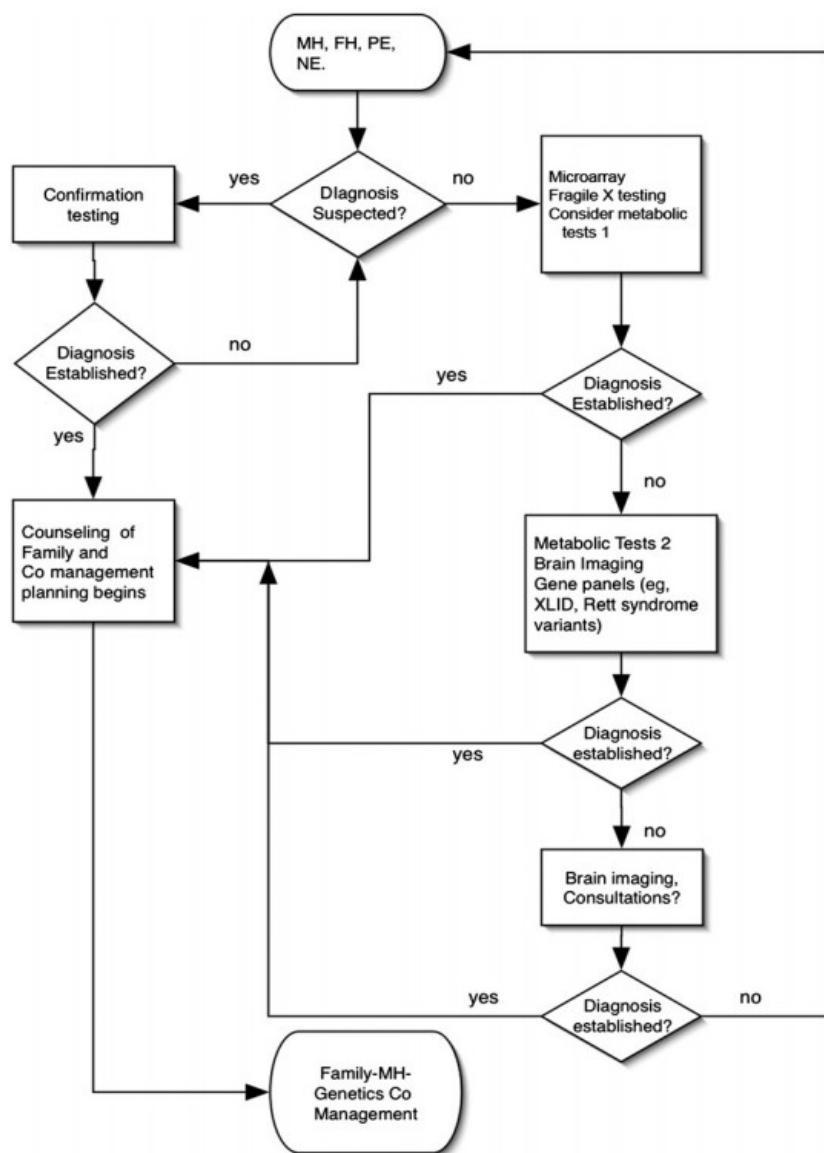 MH, FH, PE,
NE.
yes
no
Confirmation
testing
DIagnosis
Suspected?
Microarray
Fragile X testing
Consider metabolic
tests 1
Diagnosis
Established?
no
yes
yes
Diagnosis
Established?
no
Counseling of
Family and
Co management
planning begins
Metabolic Tests 2
Brain Imaging
Gene panels (eg,
XLID, Rett syndrome
variants)
Diagnosis
established?
yes
no
Brain imaging,
Consultations?
yes
Diagnosis
established?
no
Family-MH-
Genetics Co
Management